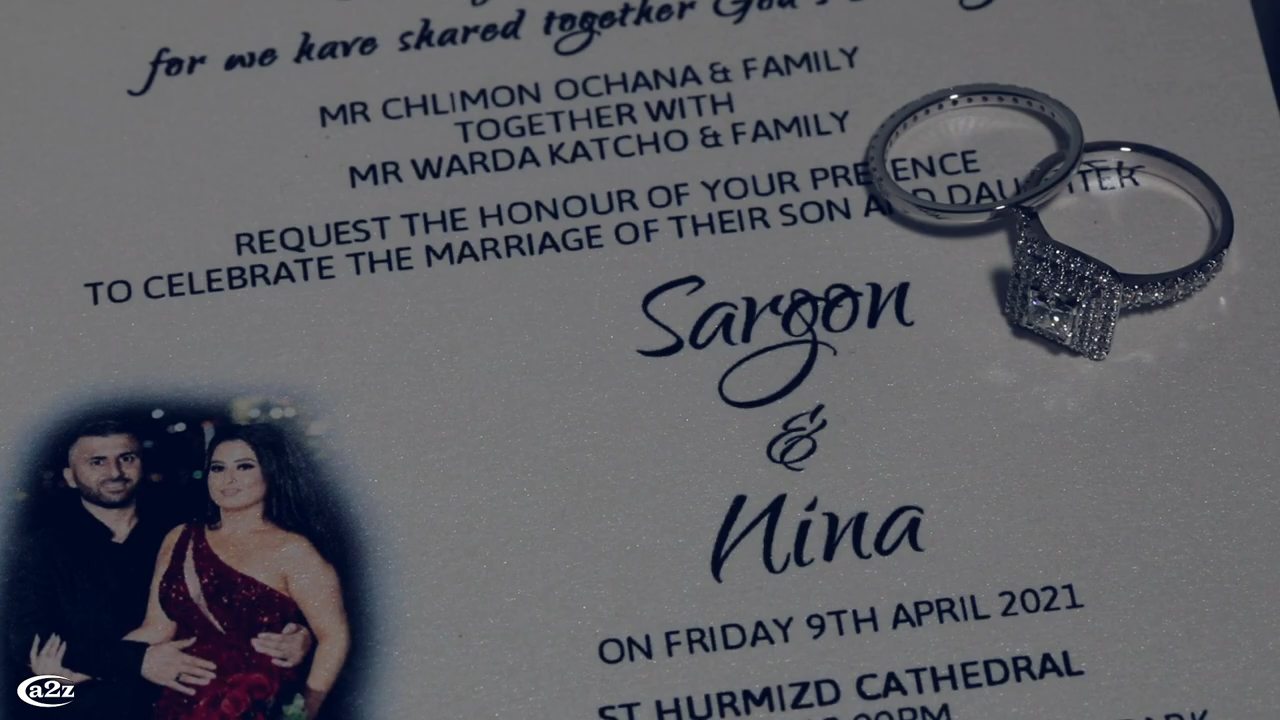 for we have shared together God's
MR CHLIMON OCHANA & FAMILY
TOGETHER WITH
MR WARDA KATCHO & FAMILY
REQUEST THE HONOUR OF YOUR PRESENCE
TO CELEBRATE THE MARRIAGE OF THEIR SON AND DAUGHTER
Sargon
&
Nina
ON FRIDAY 9TH APRIL 2021
ST HURMIZD CATHEDRAL
a2z